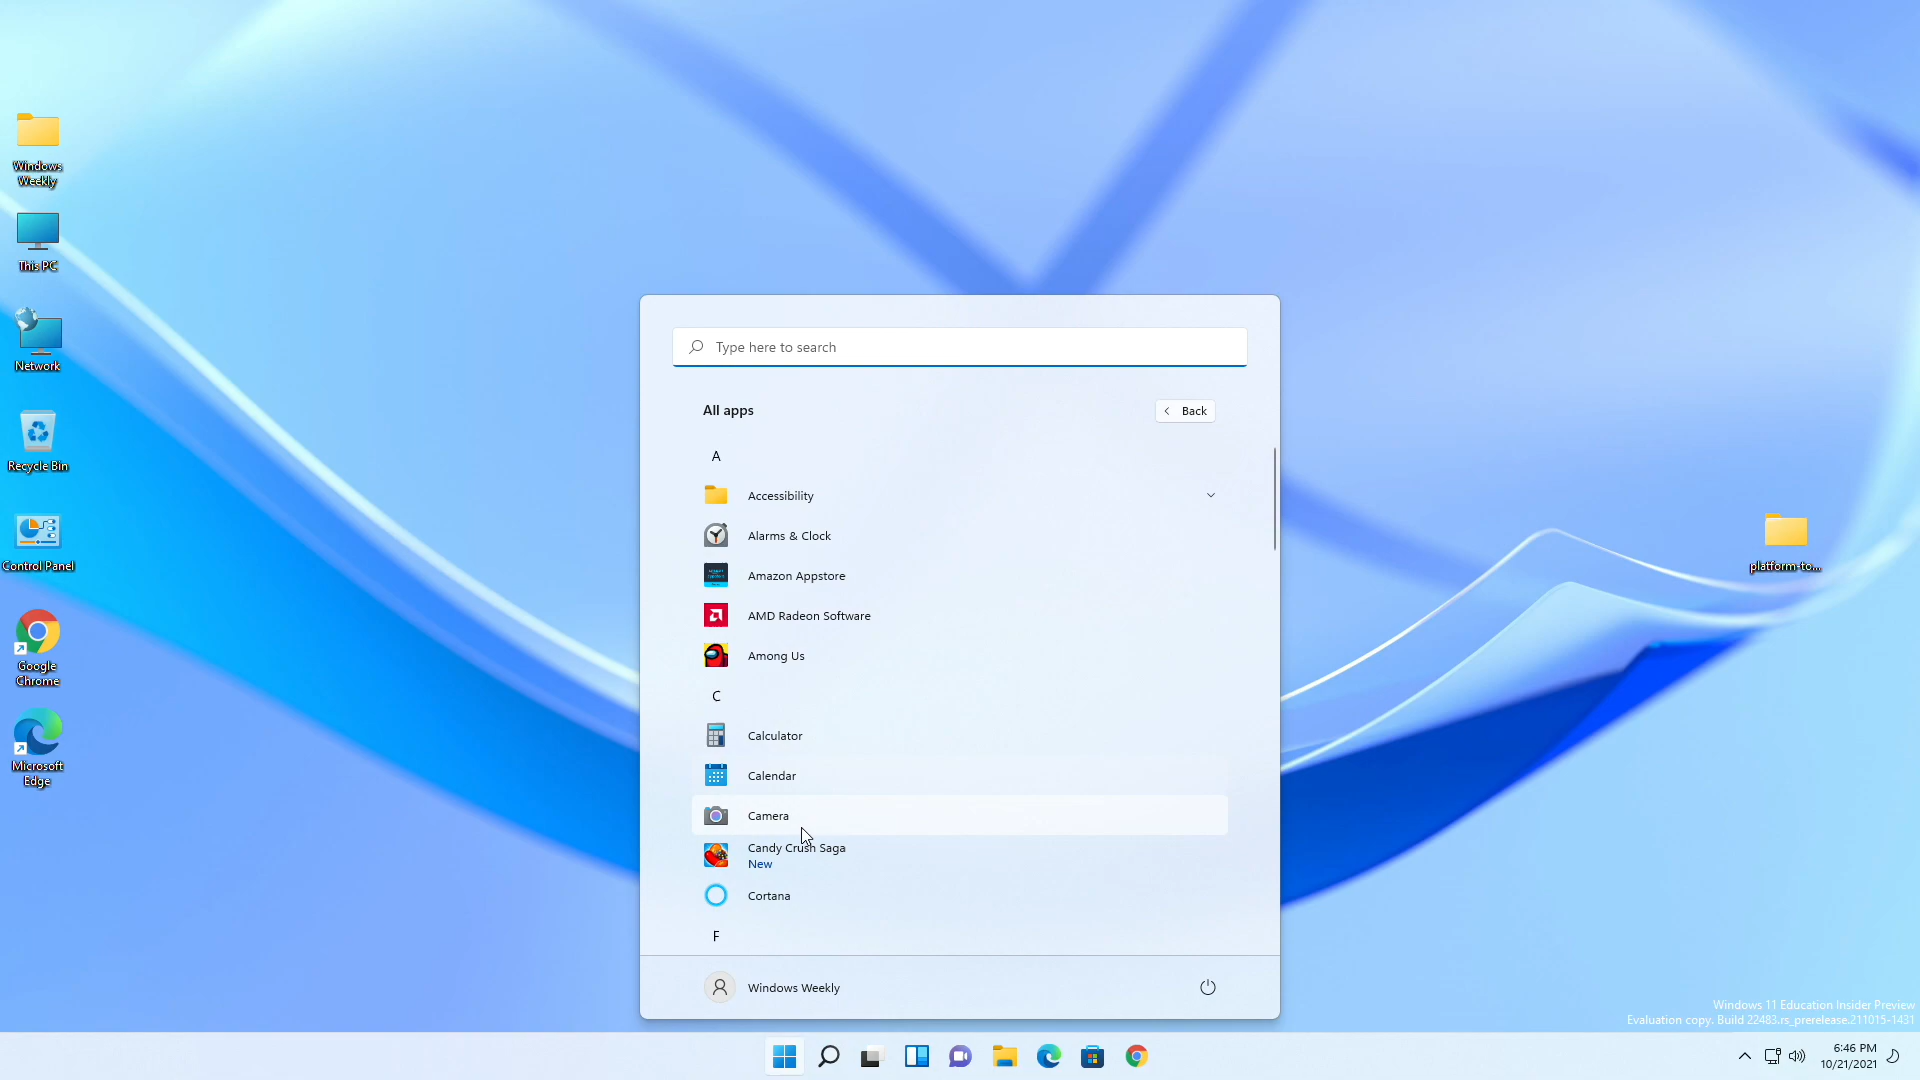 Windows
Weekly
This PC
Network
Recycle Bin
Control Panel
Google
Chrome
Microsoft
Edge
Type here to search
All apps
Back
A
Accessibility
Alarms & Clock
Amazon Appstore
AMD Radeon Software
Among Us
C
Calculator
Calendar
Camera
Candy Crush Saga
New
Cortana
F
Windows Weekly
platform-to...
Windows 11 Education Insider Preview
Evaluation copy. Build 22483.rs_prerelease.211015-1431
6:46 PM
10/21/2021